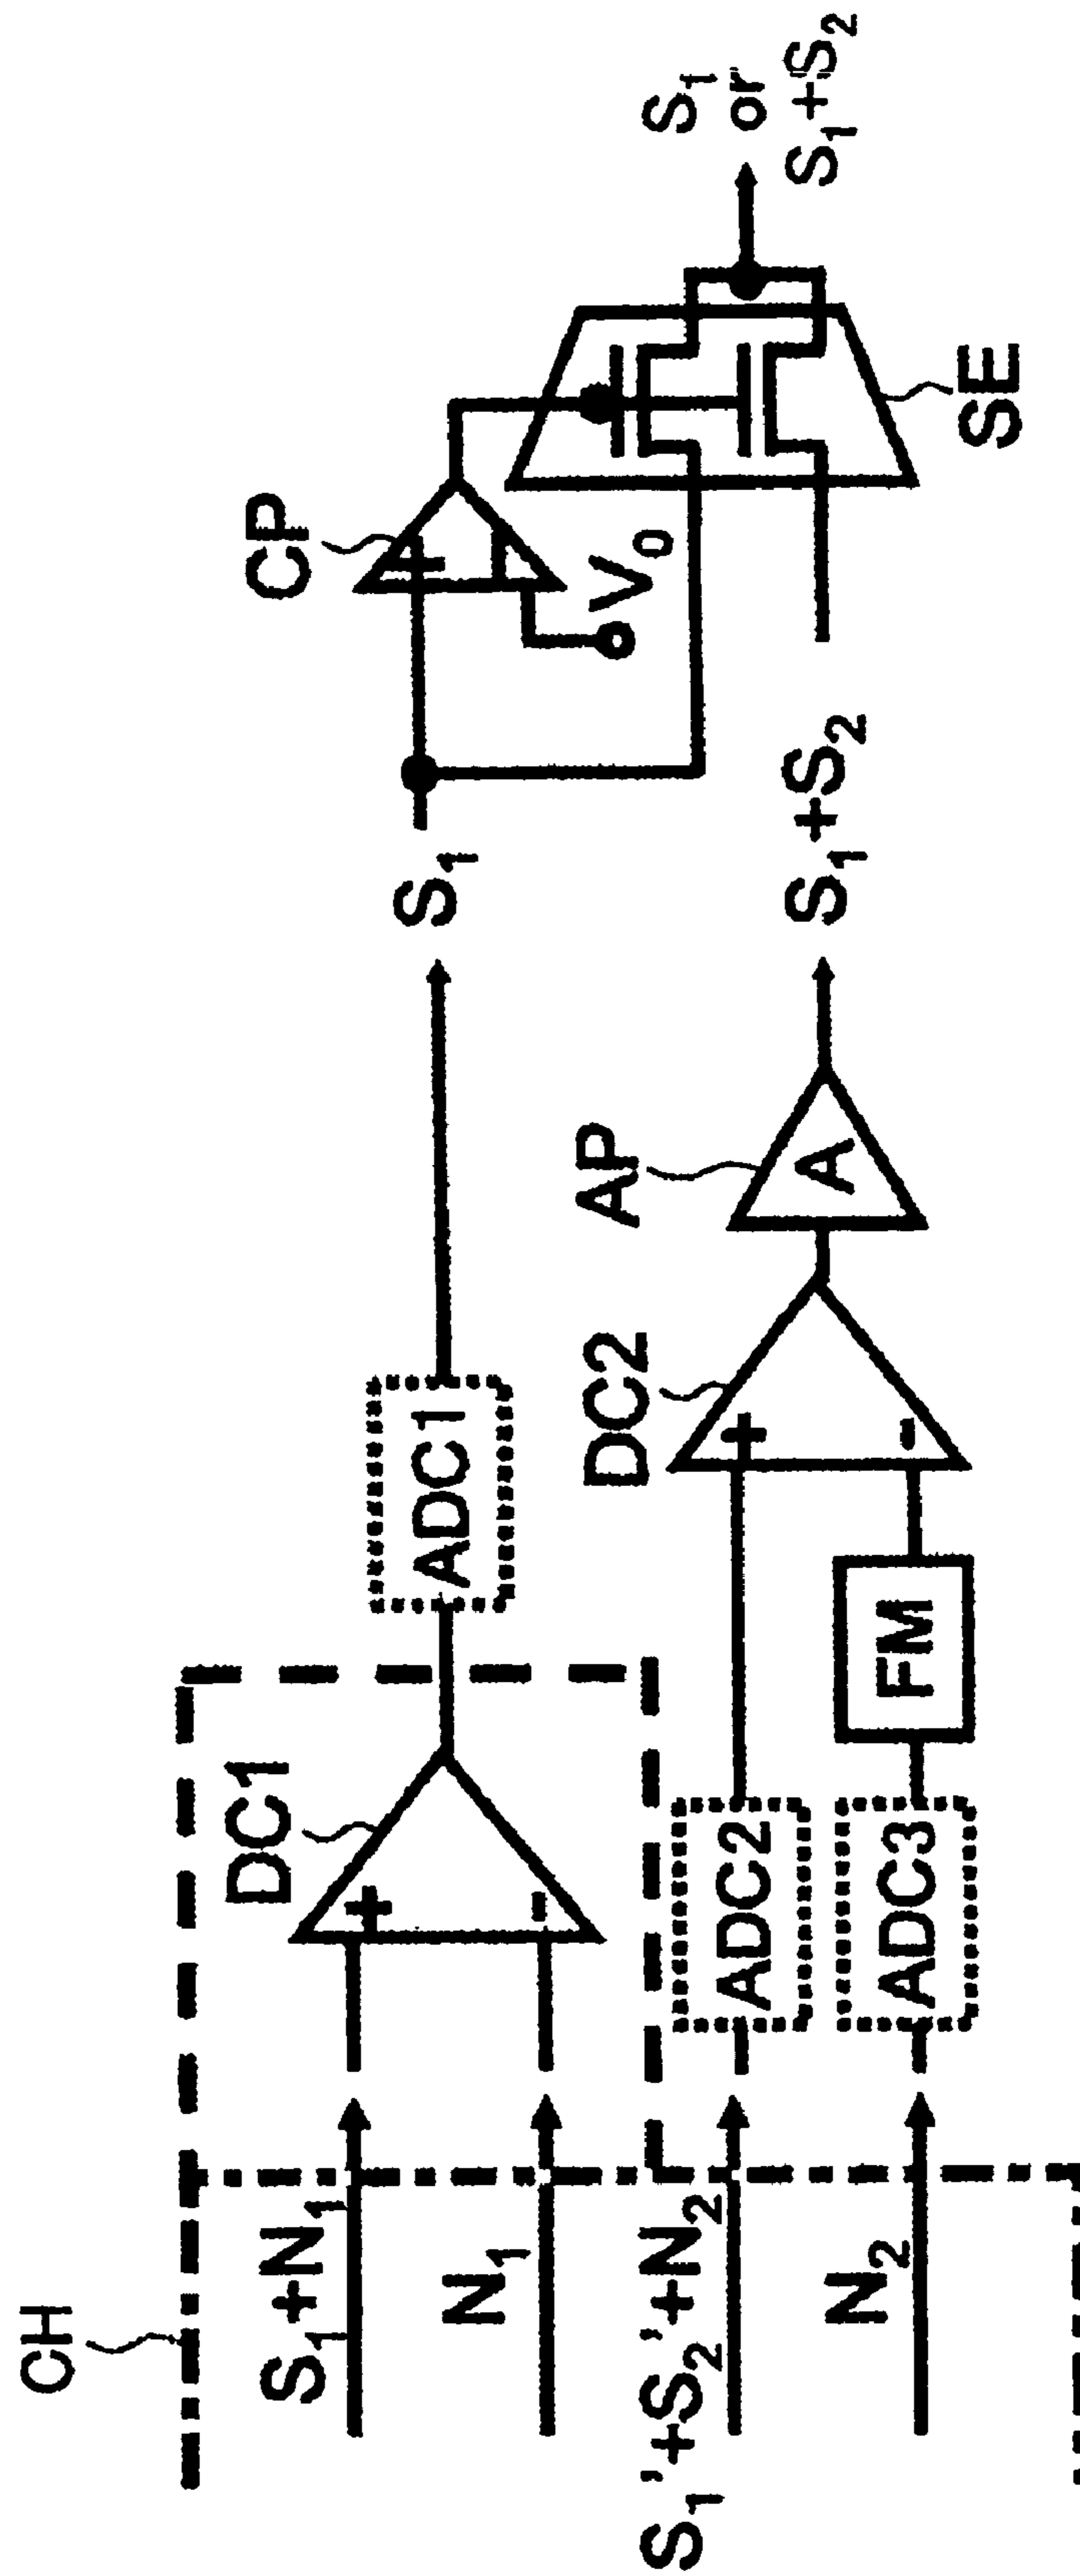 CH
S1+N1
N1
S1'+S2'+N2
N2
DC1
+
-
ADC1
ADC2
ADC3
FM
DC2
+
-
AP
A
S1
S1+S2
CP
+
-
V0
SE
S1
or
S1+S2